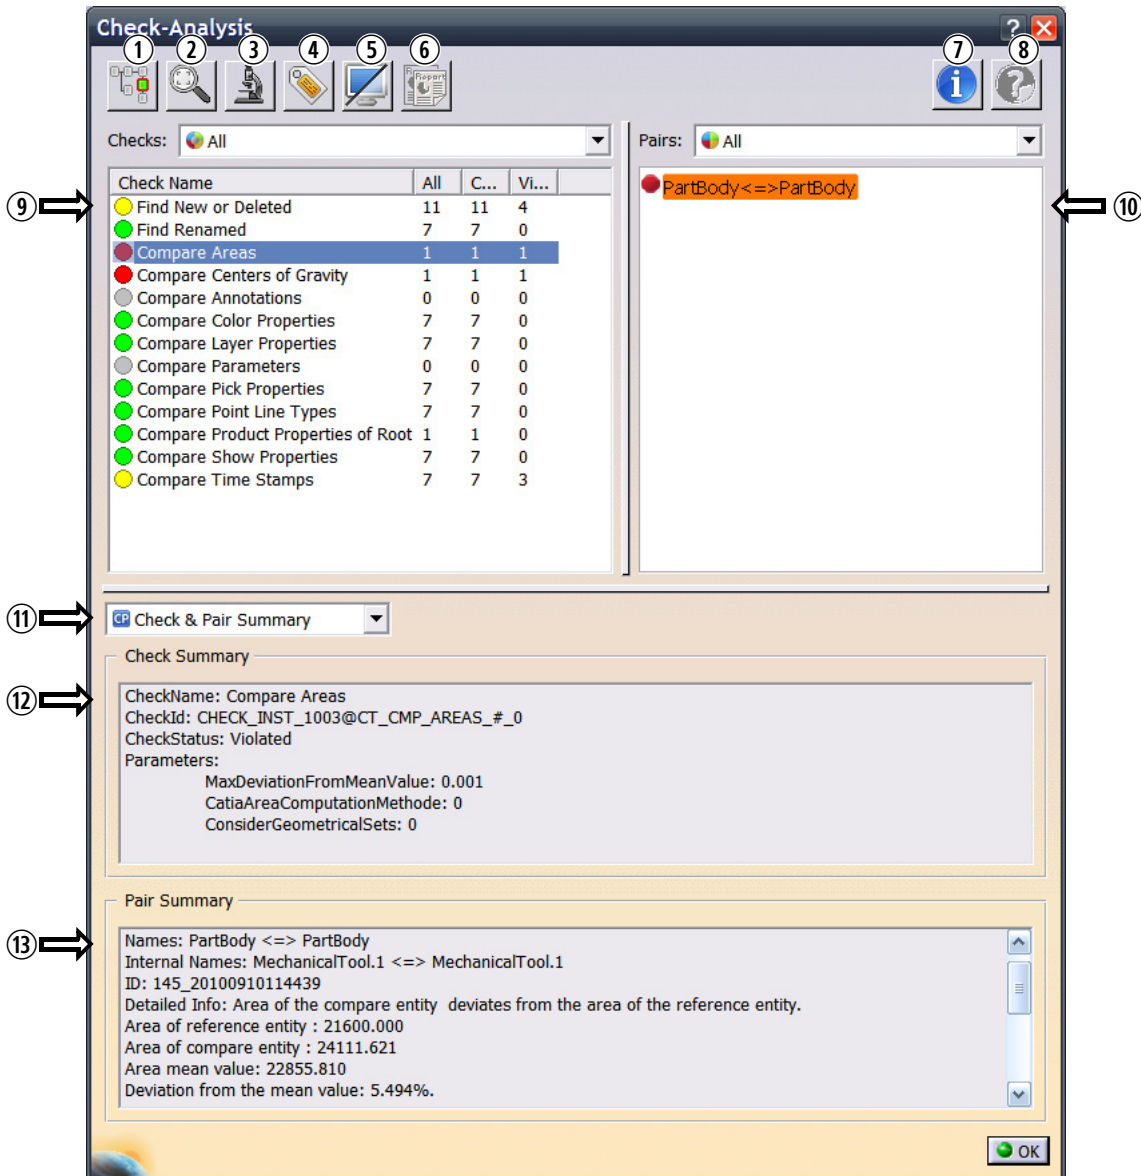 Check-Analysis
?
① ② ③ ④ ⑤ ⑥ ⑦ ⑧
Report
Checks: All
Pairs: All
Check Name All C... Vi...
⑨
Find New or Deleted 11 11 4
Find Renamed 7 7 0
Compare Areas 1 1 1
Compare Centers of Gravity 1 1 1
Compare Annotations 0 0 0
Compare Color Properties 7 7 0
Compare Layer Properties 7 7 0
Compare Parameters 0 0 0
Compare Pick Properties 7 7 0
Compare Point Line Types 7 7 0
Compare Product Properties of Root 1 1 0
Compare Show Properties 7 7 0
Compare Time Stamps 7 7 3
PartBody<=>PartBody
⑩
⑪
CP Check & Pair Summary
Check Summary
⑫
CheckName: Compare Areas
CheckId: CHECK_INST_1003@CT_CMP_AREAS_#_0
CheckStatus: Violated
Parameters:
MaxDeviationFromMeanValue: 0.001
CatiaAreaComputationMethode: 0
ConsiderGeometricalSets: 0
Pair Summary
⑬
Names: PartBody <=> PartBody
Internal Names: MechanicalTool.1 <=> MechanicalTool.1
ID: 145_20100910114439
Detailed Info: Area of the compare entity deviates from the area of the reference entity.
Area of reference entity : 21600.000
Area of compare entity : 24111.621
Area mean value: 22855.810
Deviation from the mean value: 5.494%.
OK